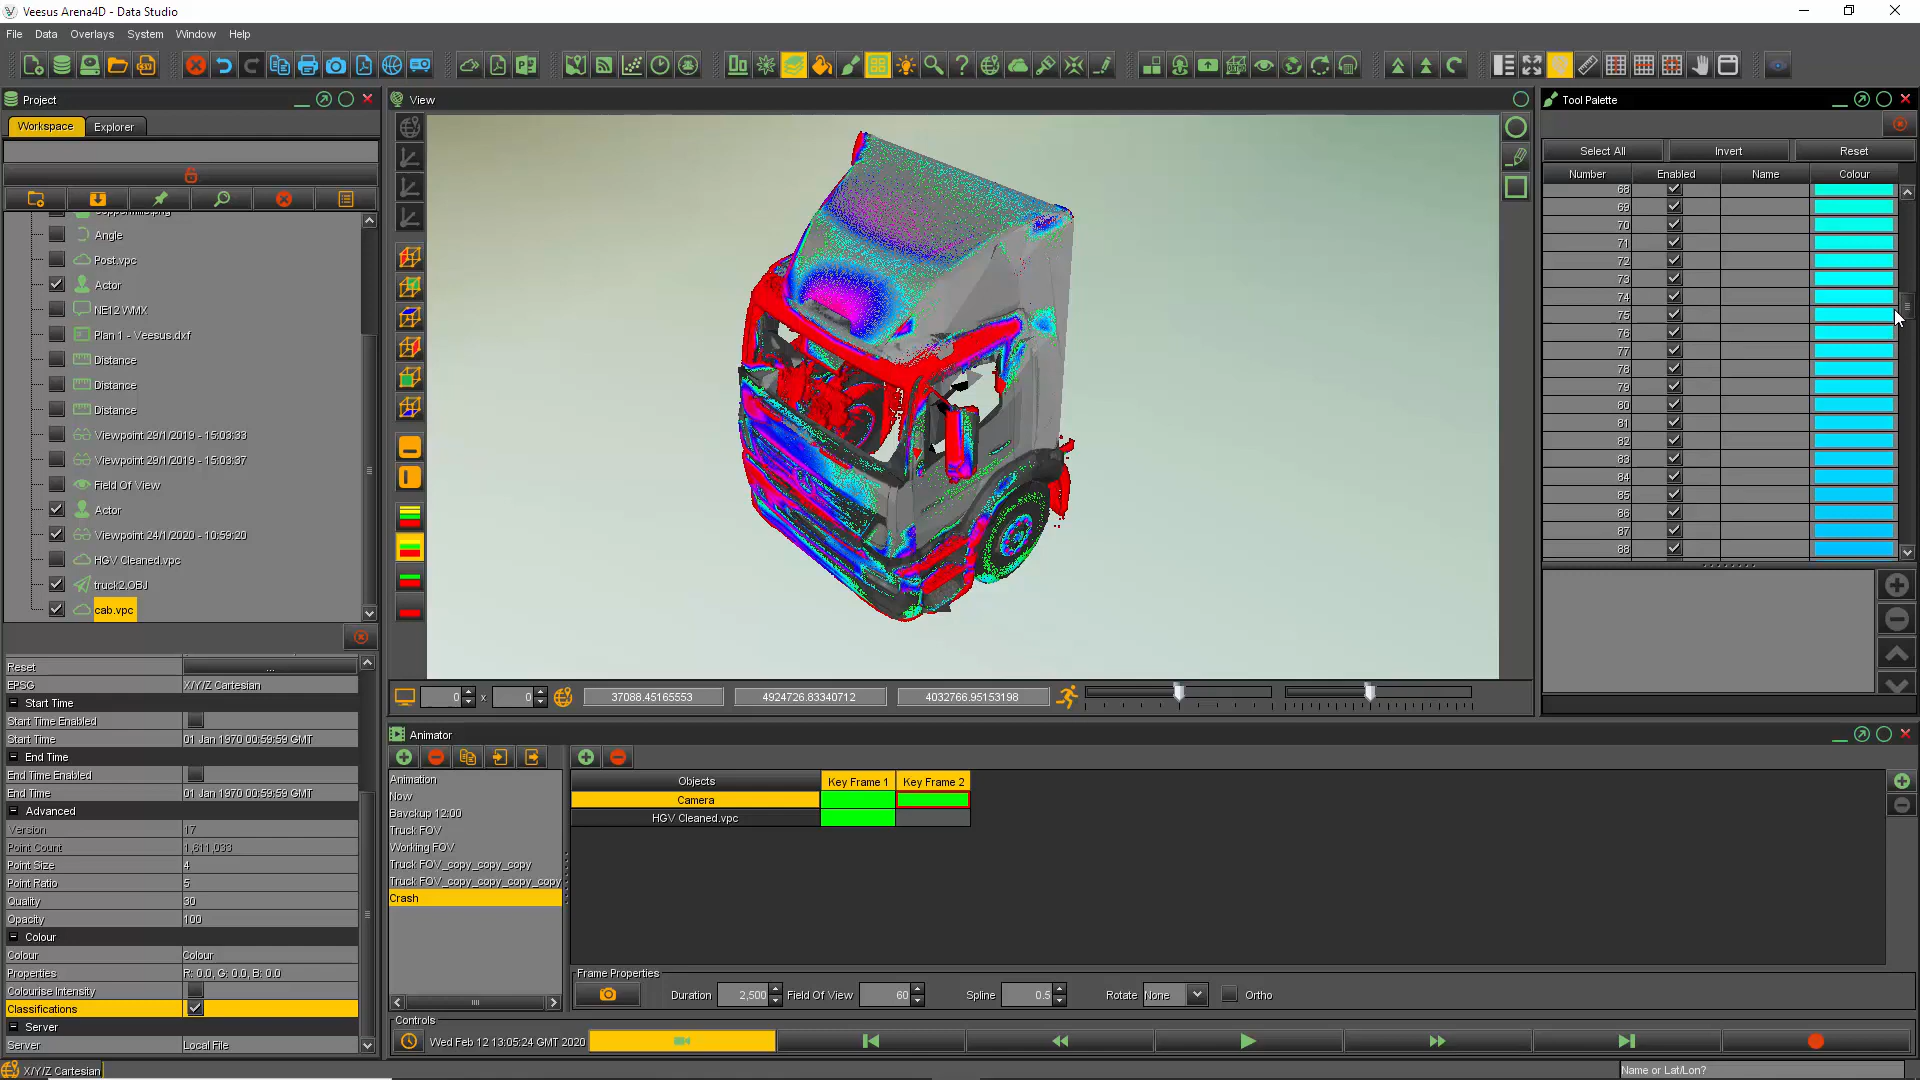 Veesus Arena4D - Data Studio
File Data Overlays System Window Help
Project
View
Tool Palette
Workspace Explorer
Select All Invert Reset
Number Enabled Name Colour
Angle
Post.vpc
Actor
NE12 WMX
Plan 1 - Veesus.dxf
Distance
Distance
Distance
Viewpoint 29/1/2019 - 15:03:33
Viewpoint 29/1/2019 - 15:03:37
Field Of View
Actor
Viewpoint 24/1/2020 - 10:59:20
HGV Cleaned.vpc
truck2.OBJ
cab.vpc
68
69
70
71
72
73
74
75
76
77
78
79
80
81
82
83
84
85
86
87
88
Reset ...
EPSG X/Y/Z Cartesian
Start Time
Start Time Enabled
Start Time 01 Jan 1970 00:59:59 GMT
End Time
End Time Enabled
End Time 01 Jan 1970 00:59:59 GMT
Advanced
Version 17
Point Count 1,611,033
Point Size 4
Point Ratio 5
Quality 30
Opacity 100
Colour
Colour Colour
Properties R: 0.0, G: 0.0, B: 0.0
Colourise Intensity
Classifications
Server
Server Local File
0 x 0 37088.45165553 4924726.83340712 4032766.95153198
Animator
Animation
Now
Bavckup 12:00
Truck FOV
Working FOV
Truck FOV_copy_copy_copy
Truck FOV_copy_copy_copy_copy
Crash
Objects Key Frame 1 Key Frame 2
Camera
HGV Cleaned.vpc
Frame Properties
Duration 2,500 Field Of View 60 Spline 0.5 Rotate None Ortho
Controls
Wed Feb 12 13:05:24 GMT 2020
X/Y/Z Cartesian
Name or Lat/Lon?